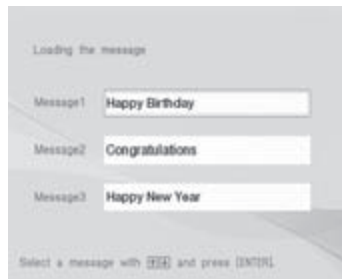 Loading the message
Message1 Happy Birthday
Message2 Congratulations
Message3 Happy New Year
Select a message with [↑][↓] and press [ENTER].